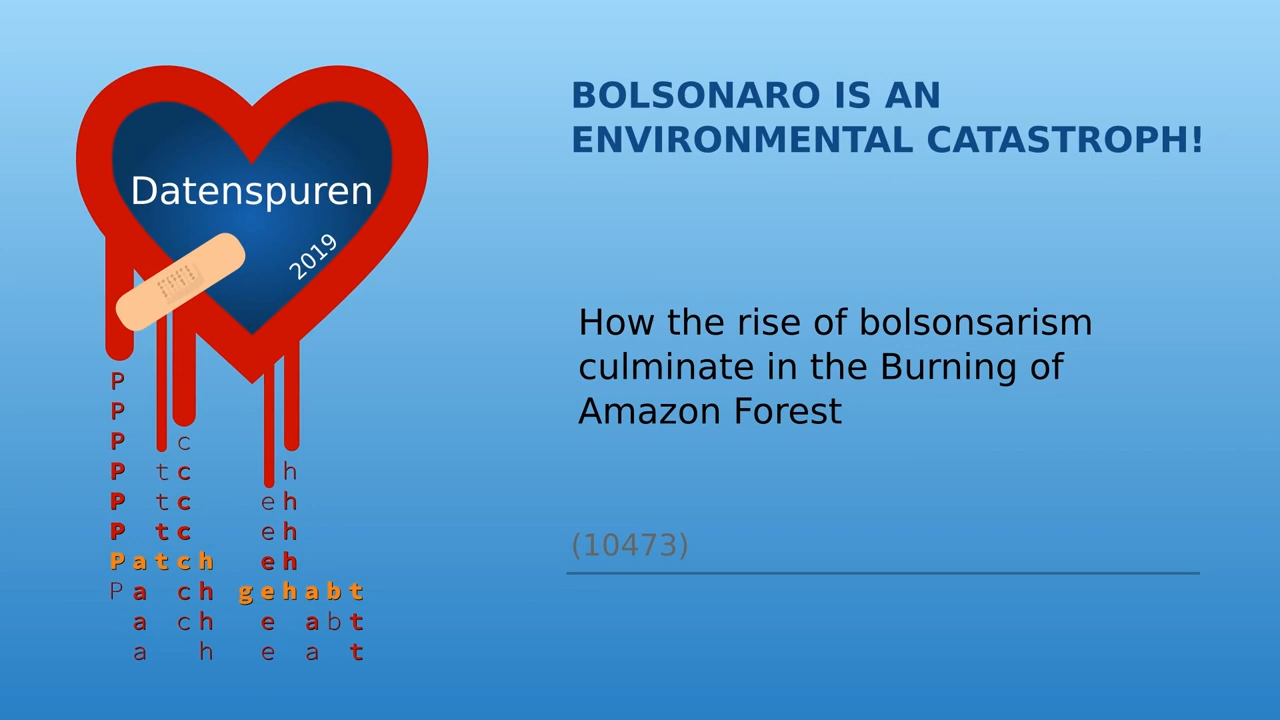 Datenspuren
2019
BOLSONARO IS AN
ENVIRONMENTAL CATASTROPH!
How the rise of bolsonsarism
culminate in the Burning of
Amazon Forest
(10473)
P
P
P c
P t c h
P t c e h
P t c e h
Patch e h
P a c h gehabt
a c h e a b t
a h e a t